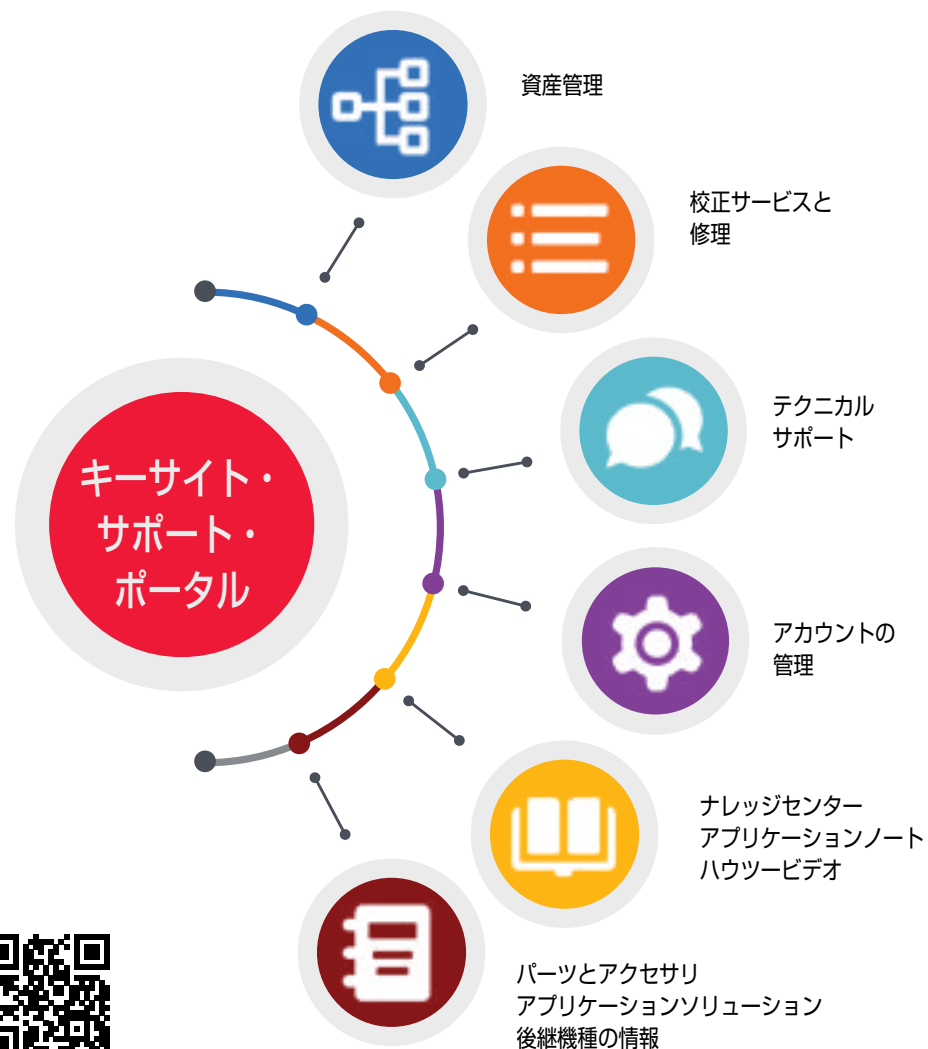 資産管理
校正サービスと
修理
テクニカル
サポート
キーサイト・
サポート・
ポータル
アカウントの
管理
ナレッジセンター
アプリケーションノート
ハウツービデオ
パーツとアクセサリ
アプリケーションソリューション
後継機種の情報